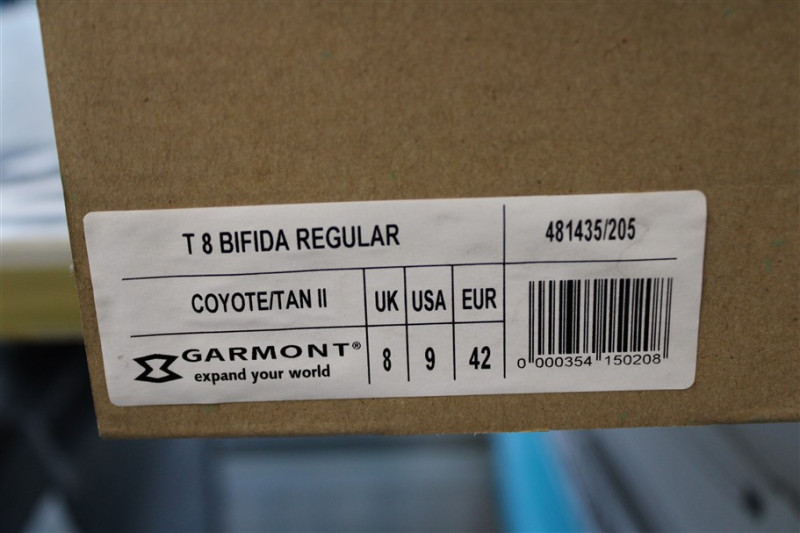 T 8 BIFIDA REGULAR
481435/205
COYOTE/TAN II
UK USA EUR
8 9 42
GARMONT®
expand your world
0 000354 150208